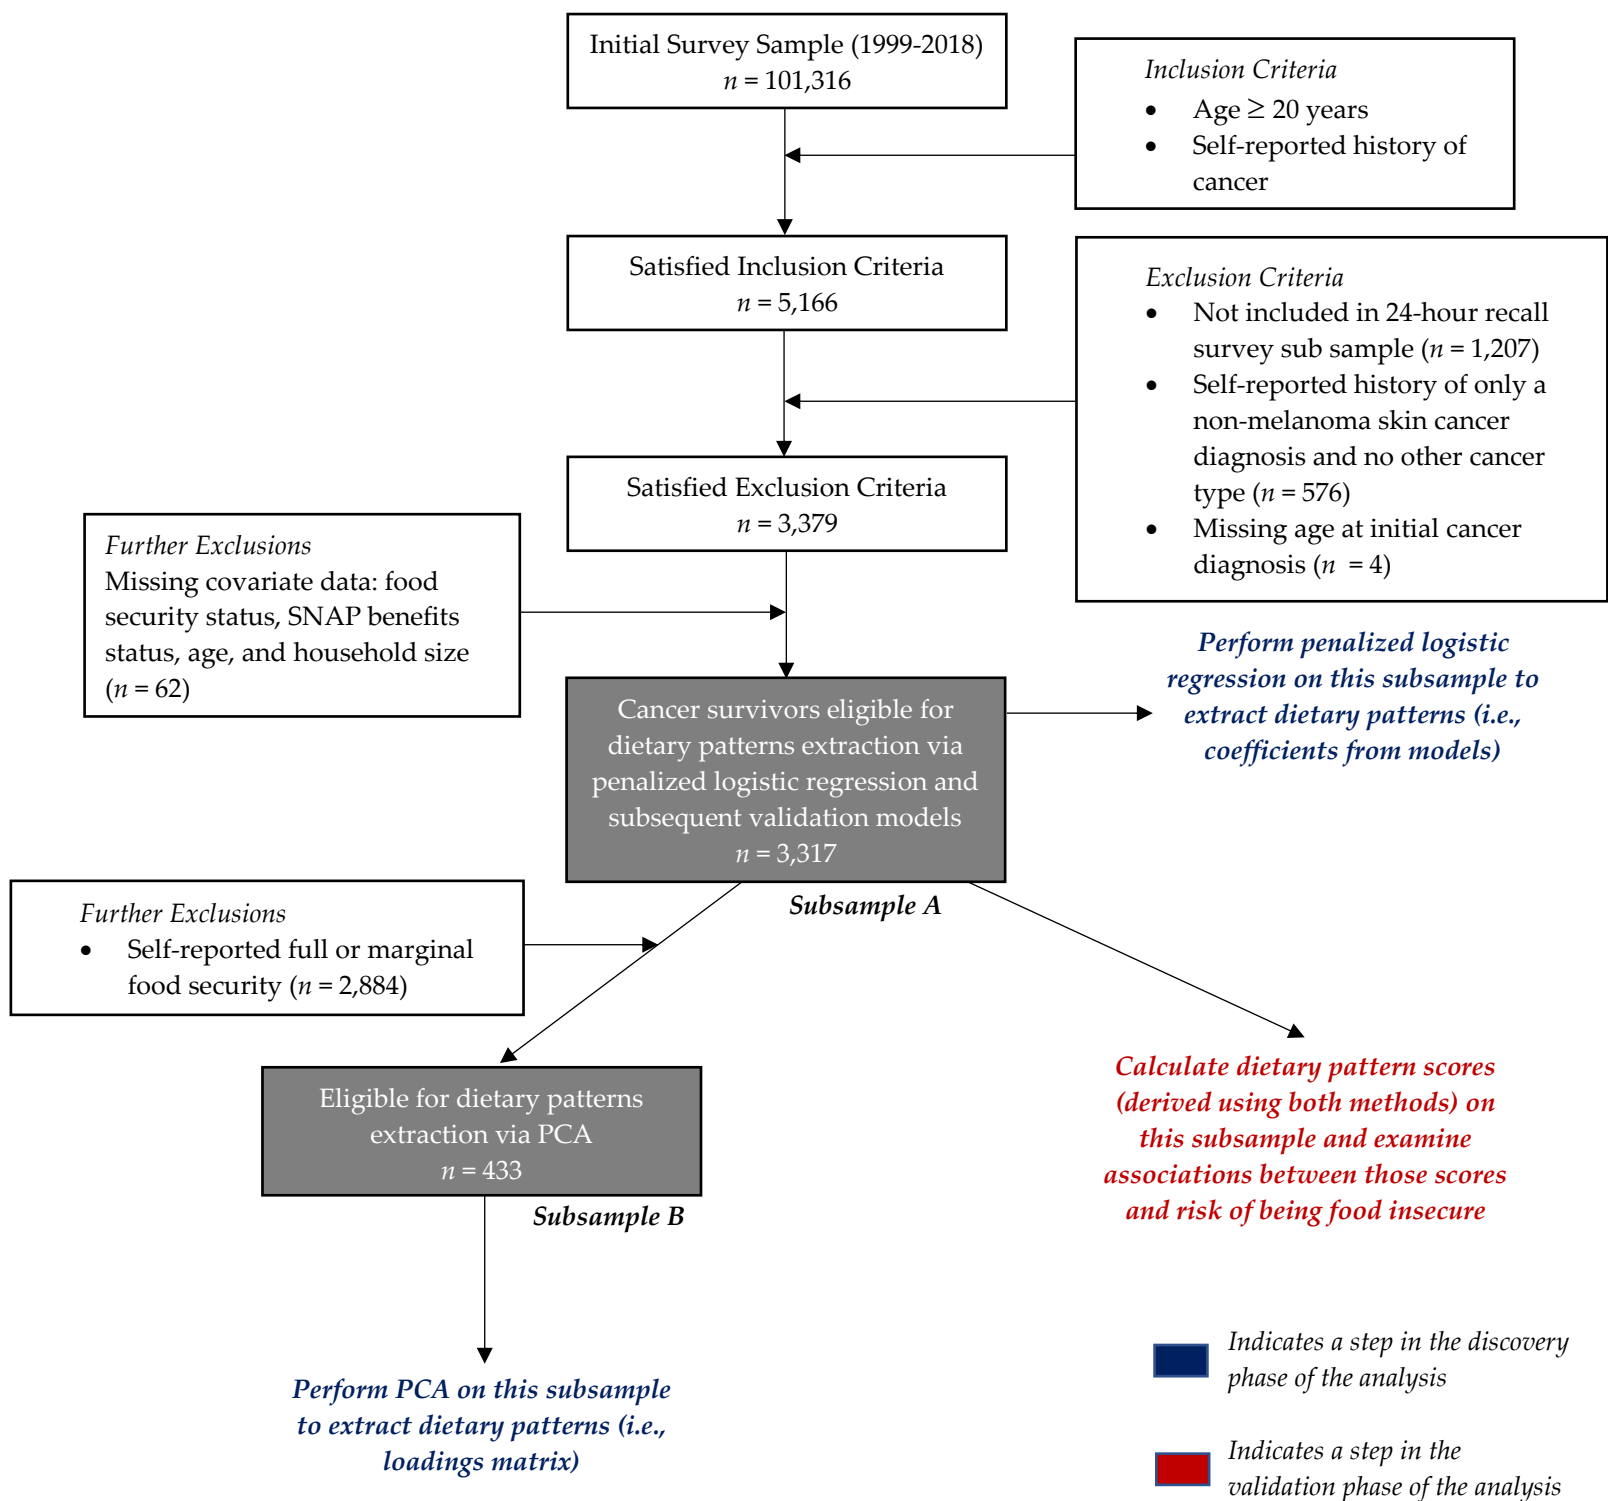 Initial Survey Sample (1999-2018)
n = 101,316
Inclusion Criteria
• Age ≥ 20 years
• Self-reported history of
cancer
Satisfied Inclusion Criteria
n = 5,166
Exclusion Criteria
• Not included in 24-hour recall
survey sub sample (n = 1,207)
• Self-reported history of only a
non-melanoma skin cancer
diagnosis and no other cancer
type (n = 576)
• Missing age at initial cancer
diagnosis (n = 4)
Satisfied Exclusion Criteria
n = 3,379
Further Exclusions
Missing covariate data: food
security status, SNAP benefits
status, age, and household size
(n = 62)
Perform penalized logistic
regression on this subsample to
extract dietary patterns (i.e.,
coefficients from models)
Cancer survivors eligible for
dietary patterns extraction via
penalized logistic regression and
subsequent validation models
n = 3,317
Subsample A
Further Exclusions
• Self-reported full or marginal
food security (n = 2,884)
Eligible for dietary patterns
extraction via PCA
n = 433
Subsample B
Calculate dietary pattern scores
(derived using both methods) on
this subsample and examine
associations between those scores
and risk of being food insecure
Perform PCA on this subsample
to extract dietary patterns (i.e.,
loadings matrix)
Indicates a step in the discovery
phase of the analysis
Indicates a step in the
validation phase of the analysis